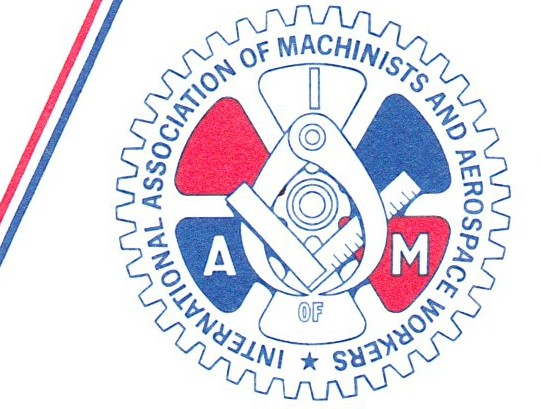 INTERNATIONAL ASSOCIATION OF MACHINISTS AND AEROSPACE WORKERS ★
I
A M
OF